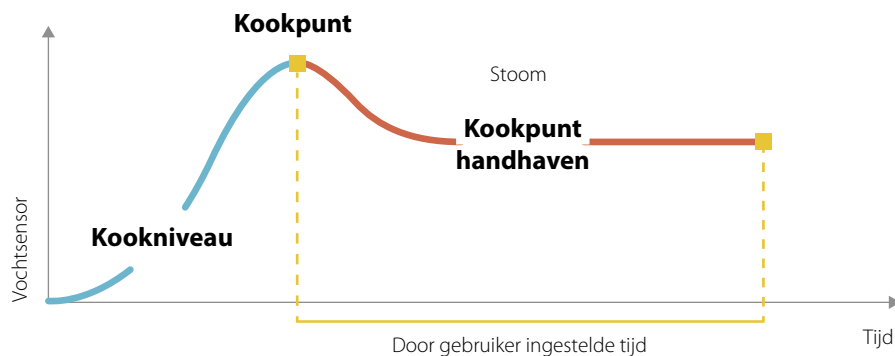 Kookpunt
Stoom
Kookpunt
handhaven
Kookniveau
Vochtsensor
Tijd
Door gebruiker ingestelde tijd